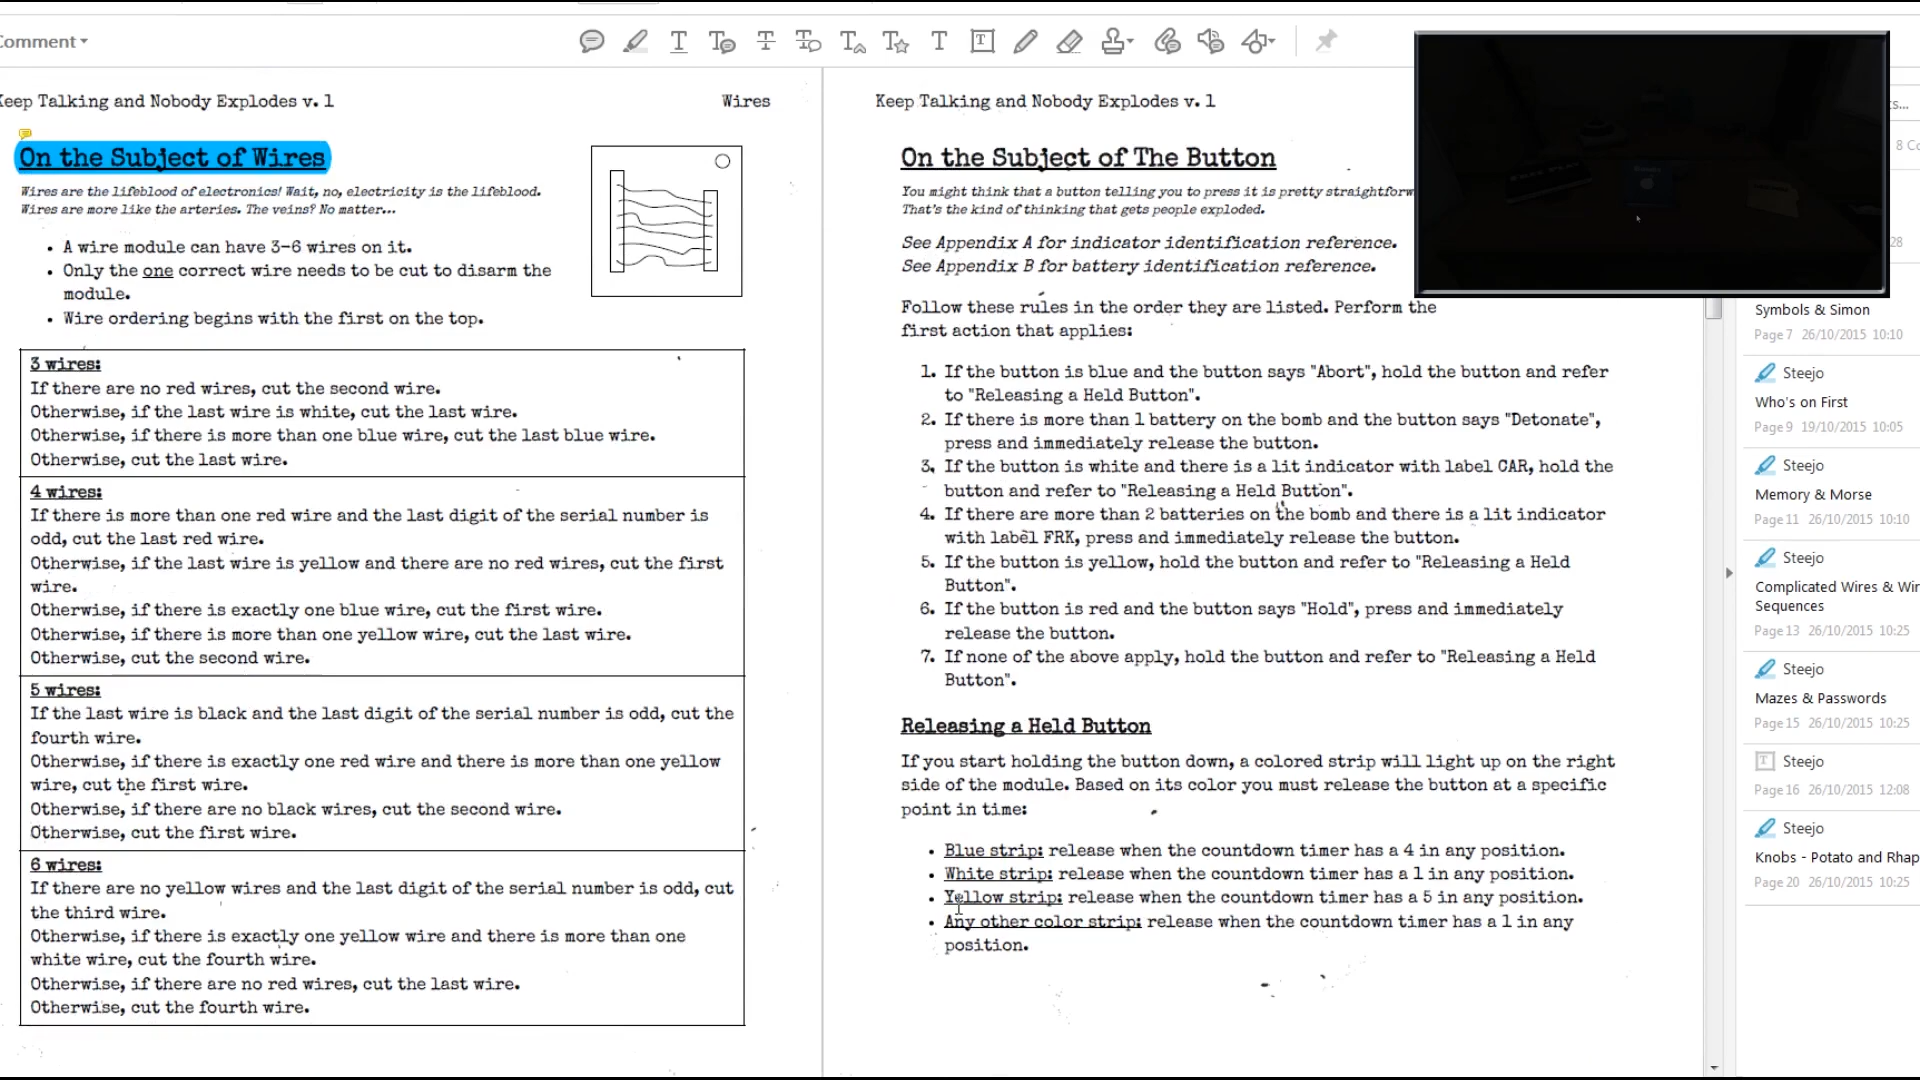 Comment
Keep Talking and Nobody Explodes v. 1
Wires
On the Subject of Wires
Wires are the lifeblood of electronics! Wait, no, electricity is the lifeblood.
Wires are more like the arteries. The veins? No matter...
• A wire module can have 3-6 wires on it.
• Only the one correct wire needs to be cut to disarm the
module.
• Wire ordering begins with the first on the top.
3 wires:
If there are no red wires, cut the second wire.
Otherwise, if the last wire is white, cut the last wire.
Otherwise, if there is more than one blue wire, cut the last blue wire.
Otherwise, cut the last wire.
4 wires:
If there is more than one red wire and the last digit of the serial number is
odd, cut the last red wire.
Otherwise, if the last wire is yellow and there are no red wires, cut the first
wire.
Otherwise, if there is exactly one blue wire, cut the first wire.
Otherwise, if there is more than one yellow wire, cut the last wire.
Otherwise, cut the second wire.
5 wires:
If the last wire is black and the last digit of the serial number is odd, cut the
fourth wire.
Otherwise, if there is exactly one red wire and there is more than one yellow
wire, cut the first wire.
Otherwise, if there are no black wires, cut the second wire.
Otherwise, cut the first wire.
6 wires:
If there are no yellow wires and the last digit of the serial number is odd, cut
the third wire.
Otherwise, if there is exactly one yellow wire and there is more than one
white wire, cut the fourth wire.
Otherwise, if there are no red wires, cut the last wire.
Otherwise, cut the fourth wire.
Keep Talking and Nobody Explodes v. 1
On the Subject of The Button
You might think that a button telling you to press it is pretty straightforw
That's the kind of thinking that gets people exploded.
See Appendix A for indicator identification reference.
See Appendix B for battery identification reference.
Follow these rules in the order they are listed. Perform the
first action that applies:
1. If the button is blue and the button says "Abort", hold the button and refer
to "Releasing a Held Button".
2. If there is more than 1 battery on the bomb and the button says "Detonate",
press and immediately release the button.
3. If the button is white and there is a lit indicator with label CAR, hold the
button and refer to "Releasing a Held Button".
4. If there are more than 2 batteries on the bomb and there is a lit indicator
with label FRK, press and immediately release the button.
5. If the button is yellow, hold the button and refer to "Releasing a Held
Button".
6. If the button is red and the button says "Hold", press and immediately
release the button.
7. If none of the above apply, hold the button and refer to "Releasing a Held
Button".
Releasing a Held Button
If you start holding the button down, a colored strip will light up on the right
side of the module. Based on its color you must release the button at a specific
point in time:
• Blue strip: release when the countdown timer has a 4 in any position.
• White strip: release when the countdown timer has a 1 in any position.
• Yellow strip: release when the countdown timer has a 5 in any position.
• Any other color strip: release when the countdown timer has a 1 in any
position.
ts...
8 Co
28
Symbols & Simon
Page 7 26/10/2015 10:10
Steejo
Who's on First
Page 9 19/10/2015 10:05
Steejo
Memory & Morse
Page 11 26/10/2015 10:10
Steejo
Complicated Wires & Wir
Sequences
Page 13 26/10/2015 10:25
Steejo
Mazes & Passwords
Page 15 26/10/2015 10:25
Steejo
Page 16 26/10/2015 12:08
Steejo
Knobs - Potato and Rhap
Page 20 26/10/2015 10:25